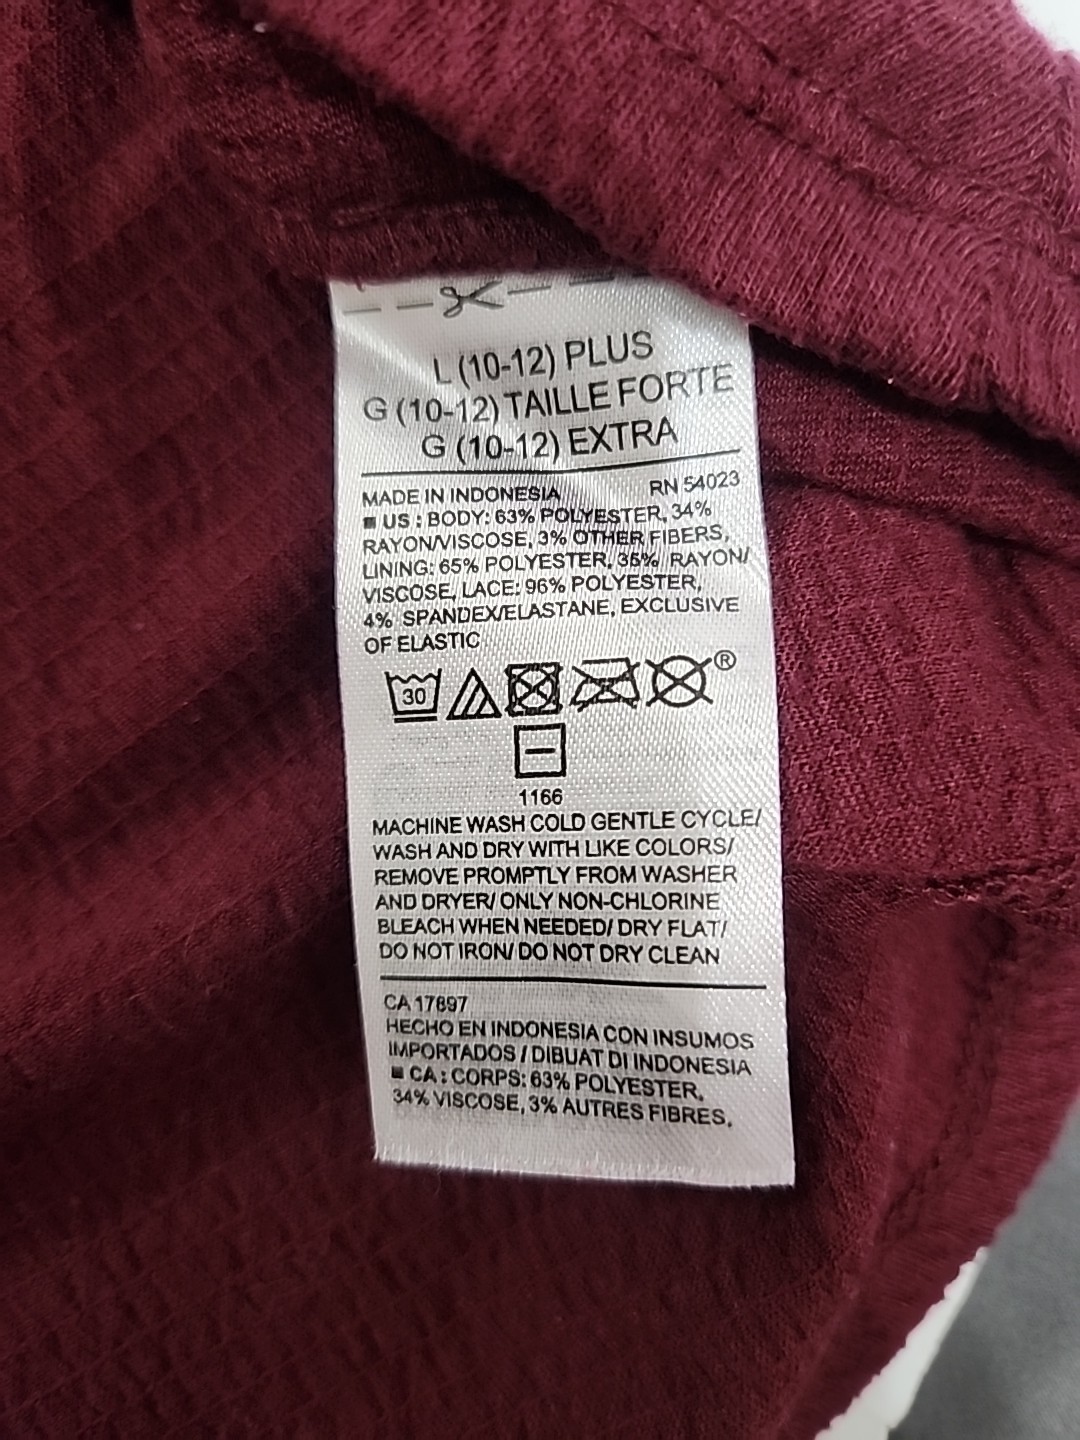 L (10-12) PLUS
G (10-12) TAILLE FORTE
G (10-12) EXTRA
MADE IN INDONESIA RN 54023
■ US : BODY: 63% POLYESTER, 34%
RAYON/VISCOSE, 3% OTHER FIBERS,
LINING: 65% POLYESTER, 35% RAYON/
VISCOSE, LACE: 96% POLYESTER,
4% SPANDEX/ELASTANE, EXCLUSIVE
OF ELASTIC
30 ®
1166
MACHINE WASH COLD GENTLE CYCLE/
WASH AND DRY WITH LIKE COLORS/
REMOVE PROMPTLY FROM WASHER
AND DRYER/ ONLY NON-CHLORINE
BLEACH WHEN NEEDED/ DRY FLAT/
DO NOT IRON/ DO NOT DRY CLEAN
CA 17897
HECHO EN INDONESIA CON INSUMOS
IMPORTADOS / DIBUAT DI INDONESIA
■ CA : CORPS: 63% POLYESTER,
34% VISCOSE, 3% AUTRES FIBRES,